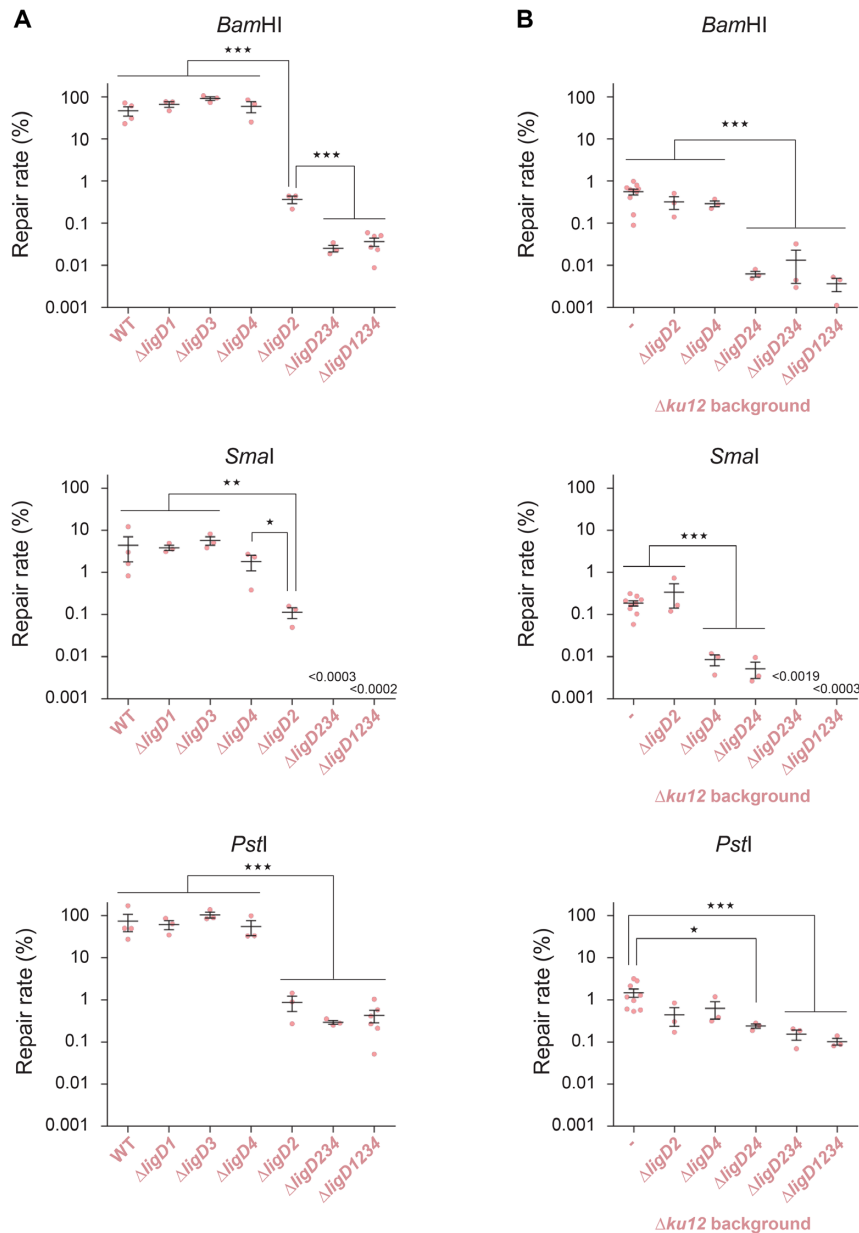 A
BamHI
★★★
★★★
Repair rate (%)
100
10
1
0.1
0.01
0.001
WT
ΔligD1
ΔligD3
ΔligD4
ΔligD2
ΔligD234
ΔligD1234
B
BamHI
★★★
Repair rate (%)
100
10
1
0.1
0.01
0.001
-
ΔligD2
ΔligD4
ΔligD24
ΔligD234
ΔligD1234
Δku12 background
SmaI
★★
★
Repair rate (%)
100
10
1
0.1
0.01
0.001
<0.0003
<0.0002
WT
ΔligD1
ΔligD3
ΔligD4
ΔligD2
ΔligD234
ΔligD1234
SmaI
★★★
Repair rate (%)
100
10
1
0.1
0.01
0.001
<0.0019
<0.0003
-
ΔligD2
ΔligD4
ΔligD24
ΔligD234
ΔligD1234
Δku12 background
PstI
★★★
Repair rate (%)
100
10
1
0.1
0.01
0.001
WT
ΔligD1
ΔligD3
ΔligD4
ΔligD2
ΔligD234
ΔligD1234
PstI
★★★
★
Repair rate (%)
100
10
1
0.1
0.01
0.001
-
ΔligD2
ΔligD4
ΔligD24
ΔligD234
ΔligD1234
Δku12 background